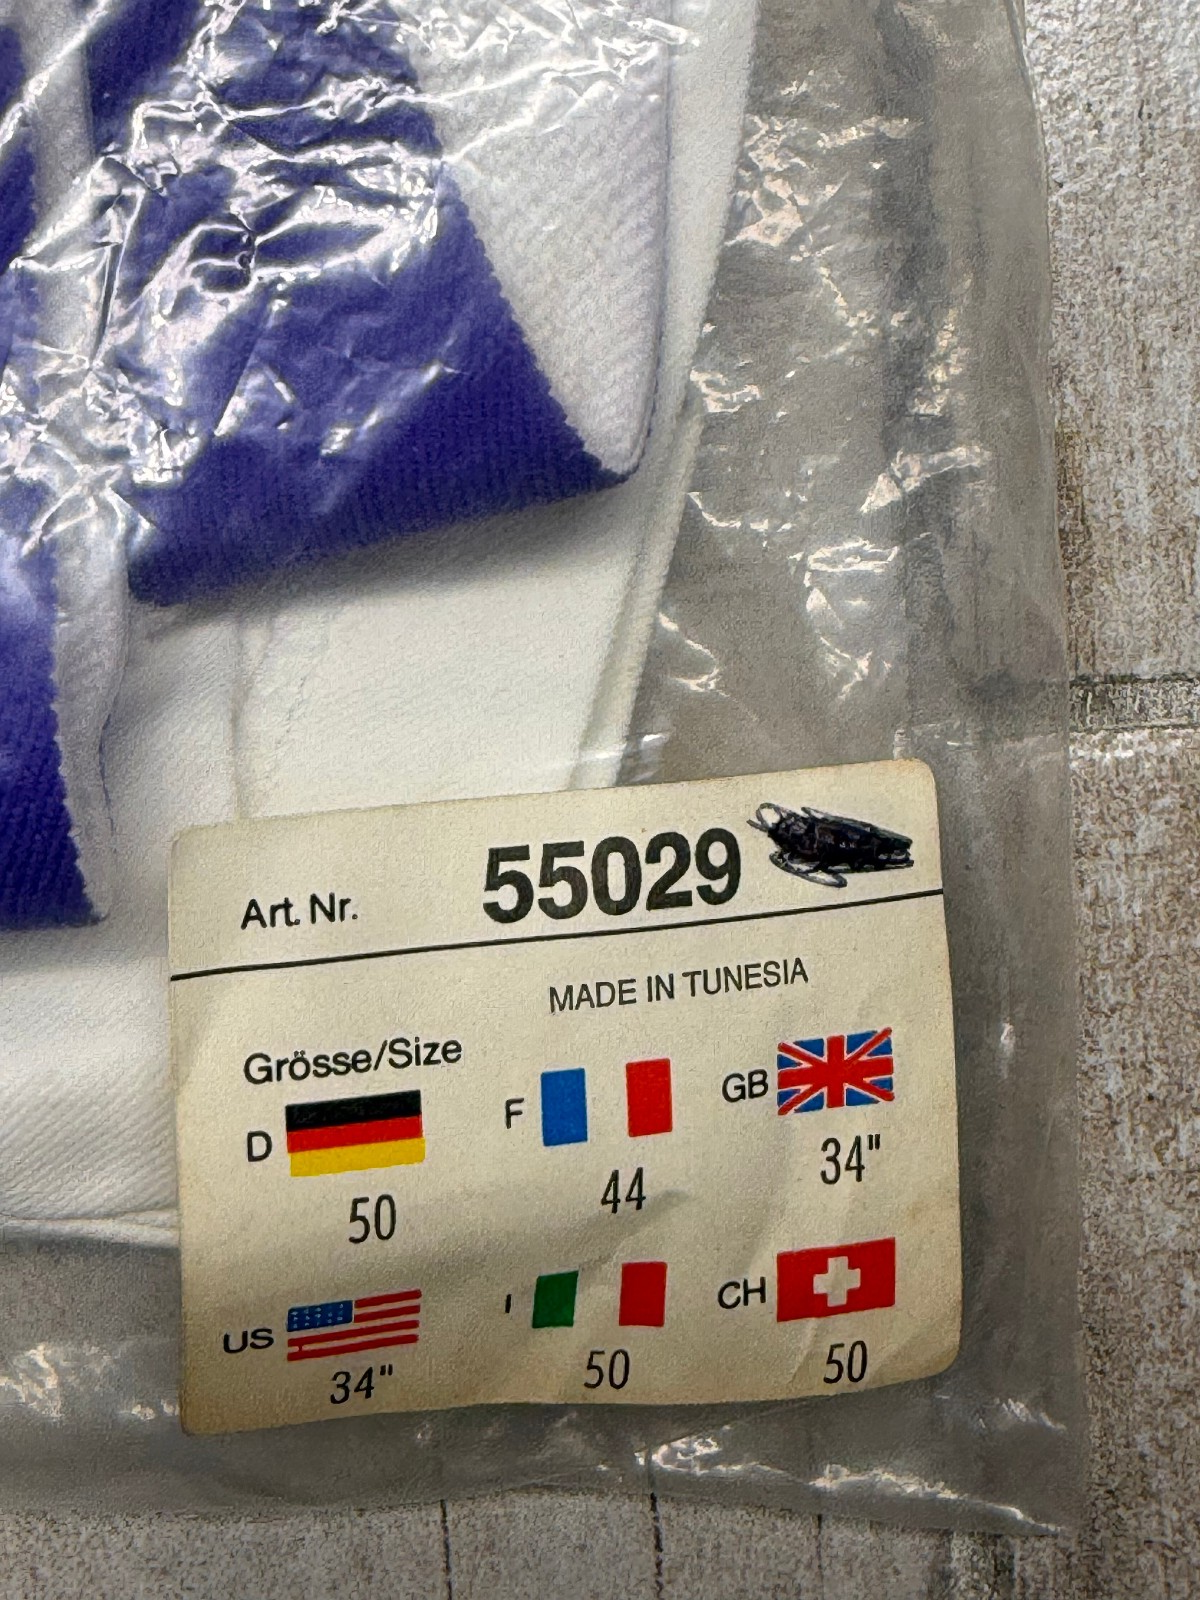 Art. Nr. 55029
MADE IN TUNESIA
Grösse/Size
D F GB
50 44 34"
US I CH
34" 50 50